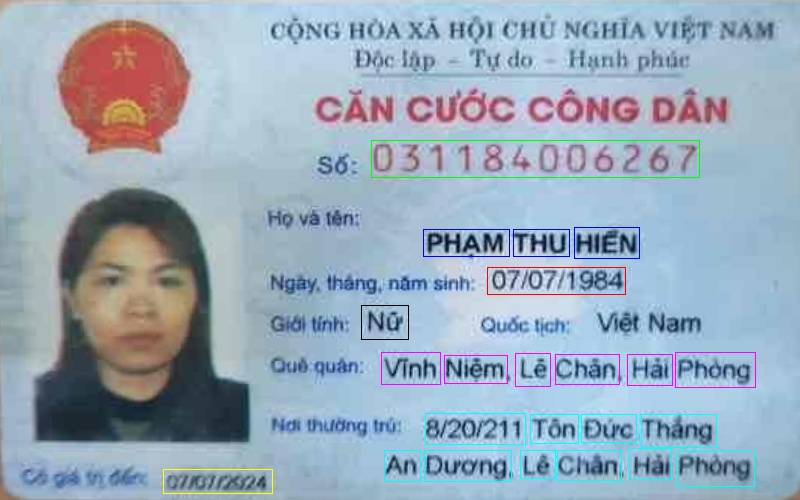 CỘNG HÒA XÃ HỘI CHỦ NGHĨA VIỆT NAM
Độc lập - Tự do - Hạnh phúc
CĂN CƯỚC CÔNG DÂN
Số: 031184006267
Họ và tên:
PHẠM THU HIỀN
Ngày, tháng, năm sinh: 07/07/1984
Giới tính: Nữ Quốc tịch: Việt Nam
Quê quán: Vĩnh Niệm, Lê Chân, Hải Phòng
Nơi thường trú: 8/20/211 Tôn Đức Thắng
An Dương, Lê Chân, Hải Phòng
Có giá trị đến: 07/07/2024